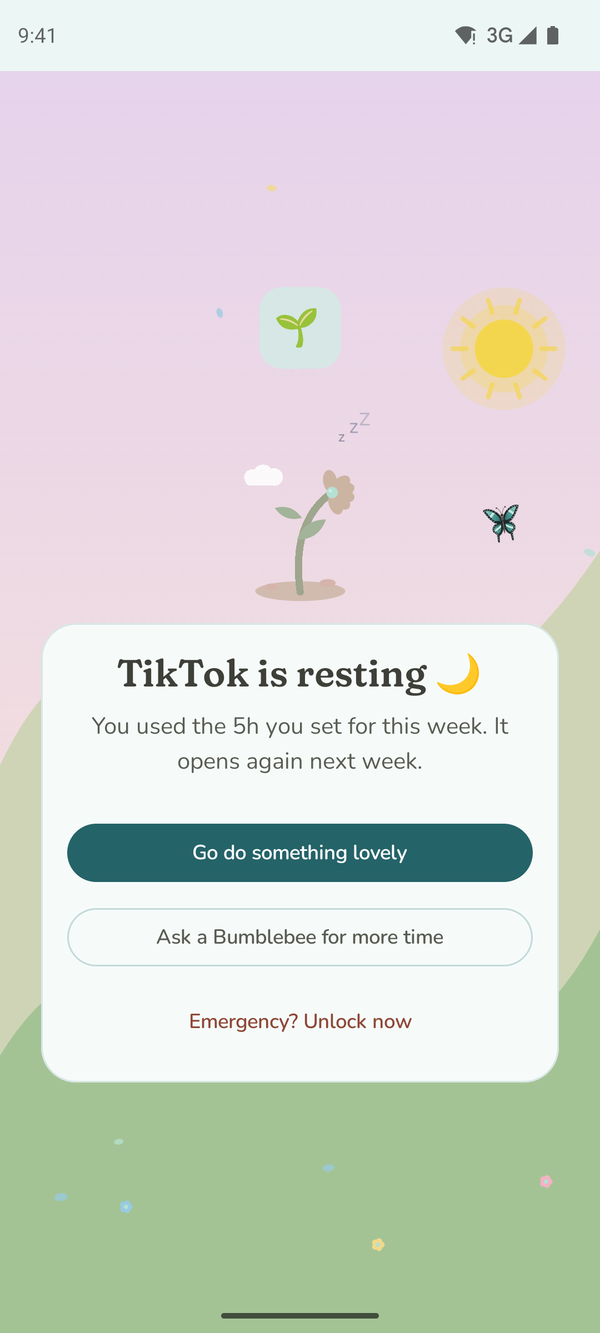 9:41
3G
z z Z
TikTok is resting 🌙
You used the 5h you set for this week. It
opens again next week.
Go do something lovely
Ask a Bumblebee for more time
Emergency? Unlock now